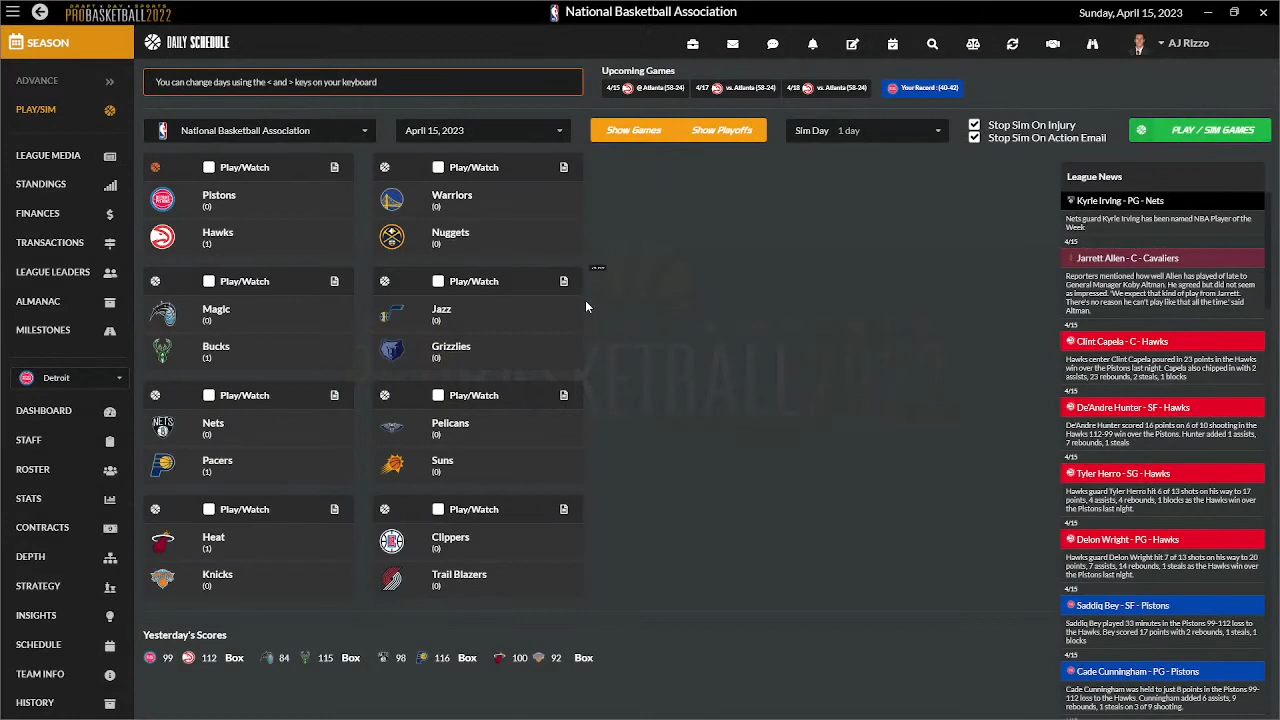 DRAFT • DAY • SPORTS
PROBASKETBALL2022
National Basketball Association
Sunday, April 15, 2023
SEASON
DAILY SCHEDULE
AJ Rizzo
ADVANCE
PLAY/SIM
LEAGUE MEDIA
STANDINGS
FINANCES
TRANSACTIONS
LEAGUE LEADERS
ALMANAC
MILESTONES
Detroit
DASHBOARD
STAFF
ROSTER
STATS
CONTRACTS
DEPTH
STRATEGY
INSIGHTS
SCHEDULE
TEAM INFO
HISTORY
You can change days using the < and > keys on your keyboard
Upcoming Games
4/15 @ Atlanta (58-24) 4/17 vs. Atlanta (58-24) 4/18 vs. Atlanta (58-24) Your Record : (40-42)
National Basketball Association April 15, 2023 Show Games Show Playoffs Sim Day 1 day
Stop Sim On Injury
Stop Sim On Action Email
PLAY / SIM GAMES
Play/Watch
Pistons
(0)
Hawks
(1)
Play/Watch
Warriors
(0)
Nuggets
(0)
Play/Watch
Magic
(0)
Bucks
(1)
Play/Watch
Jazz
(0)
Grizzlies
(0)
Play/Watch
Nets
(0)
Pacers
(1)
Play/Watch
Pelicans
(0)
Suns
(0)
Play/Watch
Heat
(1)
Knicks
(0)
Play/Watch
Clippers
(0)
Trail Blazers
(0)
Yesterday's Scores
99 112 Box 84 115 Box 98 116 Box 100 92 Box
League News
Kyrie Irving - PG - Nets
Nets guard Kyrie Irving has been named NBA Player of the
Week
4/15
Jarrett Allen - C - Cavaliers
Reporters mentioned how well Allen has played of late to
General Manager Koby Altman. He agreed but did not seem
as impressed. "We expect that kind of play from Jarrett.
There's no reason he can't play like that all the time.' said
Altman.
4/15
Clint Capela - C - Hawks
Hawks center Clint Capela poured in 23 points in the Hawks
win over the Pistons last night. Capela also chipped in with 2
assists, 23 rebounds, 2 steals, 1 blocks
4/15
De'Andre Hunter - SF - Hawks
De'Andre Hunter scored 16 points on 6 of 10 shooting in the
Hawks 112-99 win over the Pistons. Hunter added 1 assists,
7 rebounds, 1 steals
4/15
Tyler Herro - SG - Hawks
Hawks guard Tyler Herro hit 6 of 13 shots on his way to 17
points, 4 assists, 4 rebounds, 1 blocks as the Hawks win over
the Pistons last night.
4/15
Delon Wright - PG - Hawks
Hawks guard Delon Wright hit 7 of 13 shots on his way to 20
points, 7 assists, 14 rebounds, 1 steals as the Hawks win over
the Pistons last night.
4/15
Saddiq Bey - SF - Pistons
Saddiq Bey played 33 minutes in the Pistons 99-112 loss to
the Hawks. Bey scored 17 points with 2 rebounds, 1 steals, 1
blocks
4/15
Cade Cunningham - PG - Pistons
Cade Cunningham was held to just 8 points in the Pistons 99-
112 loss to the Hawks. Cunningham added 6 assists, 9
rebounds, 1 steals on 3 of 9 shooting.